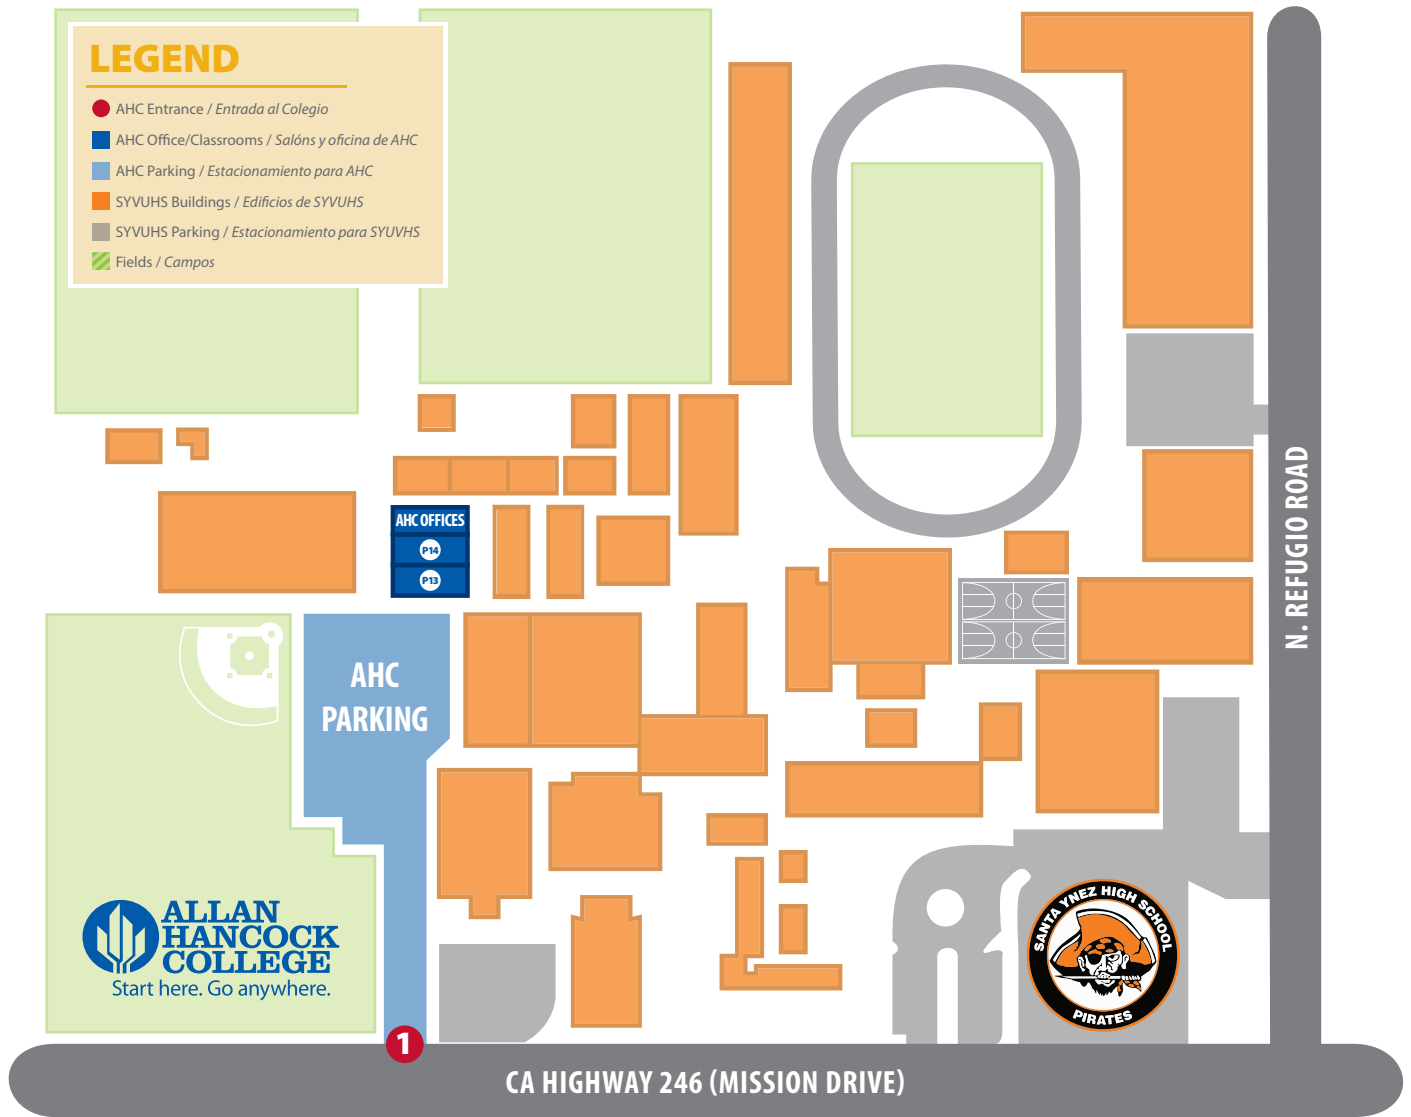 LEGEND
AHC Entrance / Entrada al Colegio
AHC Office/Classrooms / Salóns y oficina de AHC
AHC Parking / Estacionamiento para AHC
SYVUHS Buildings / Edificios de SYVUHS
SYVUHS Parking / Estacionamiento para SYUVHS
Fields / Campos
AHC OFFICES
P14
P13
AHC
PARKING
N. REFUGIO ROAD
ALLAN
HANCOCK
COLLEGE
Start here. Go anywhere.
SANTA YNEZ HIGH SCHOOL
PIRATES
1
CA HIGHWAY 246 (MISSION DRIVE)